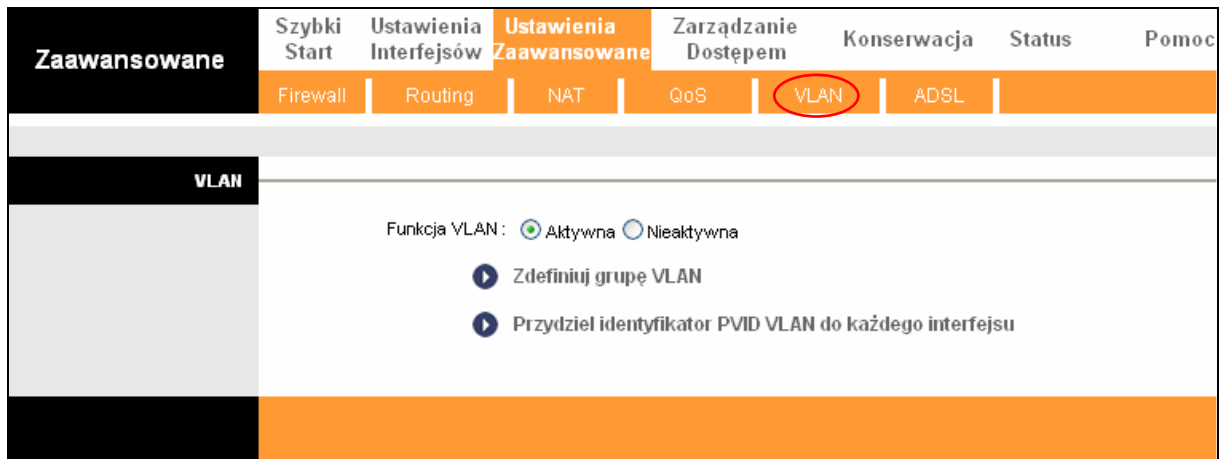 Zaawansowane
Szybki Start
Ustawienia Interfejsów
Ustawienia Zaawansowane
Zarządzanie Dostępem
Konserwacja
Status
Pomoc
Firewall
Routing
NAT
QoS
VLAN
ADSL
VLAN
Funkcja VLAN : Aktywna Nieaktywna
Zdefiniuj grupę VLAN
Przydziel identyfikator PVID VLAN do każdego interfejsu